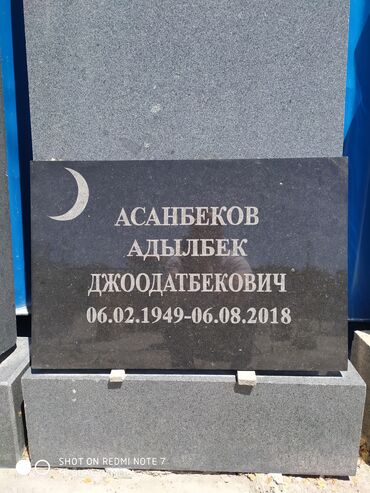 АСАНБЕКОВ
АДЫЛБЕК
ДЖООДАТБЕКОВИЧ
06.02.1949-06.08.2018
SHOT ON REDMI NOTE 7